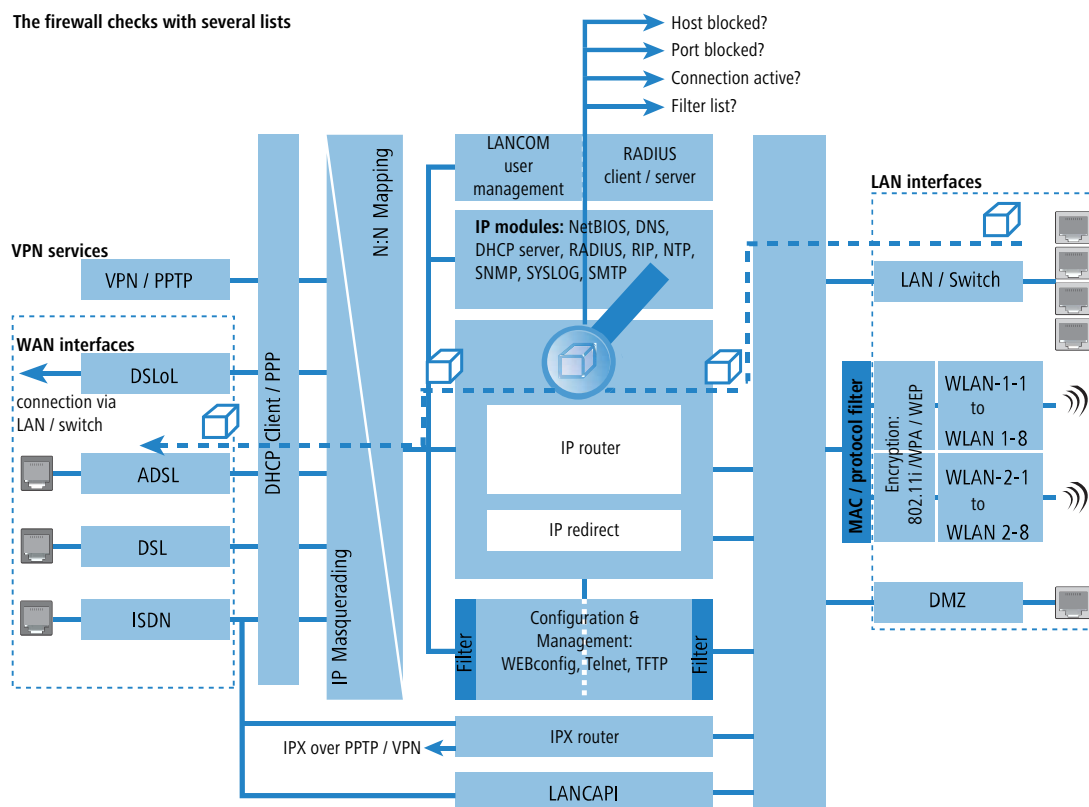 The firewall checks with several lists
Host blocked?
Port blocked?
Connection active?
Filter list?
LANCOM
user
management
RADIUS
client / server
IP modules: NetBIOS, DNS,
DHCP server, RADIUS, RIP, NTP,
SNMP, SYSLOG, SMTP
N:N Mapping
IP Masquerading
DHCP Client / PPP
VPN services
VPN / PPTP
WAN interfaces
DSLoL
connection via
LAN / switch
ADSL
DSL
ISDN
IP router
IP redirect
Filter
Configuration &
Management:
WEBconfig, Telnet, TFTP
Filter
IPX over PPTP / VPN
IPX router
LANCAPI
LAN interfaces
LAN / Switch
MAC / protocol filter
Encryption:
802.11i /WPA / WEP
WLAN-1-1
to
WLAN 1-8
WLAN-2-1
to
WLAN 2-8
DMZ